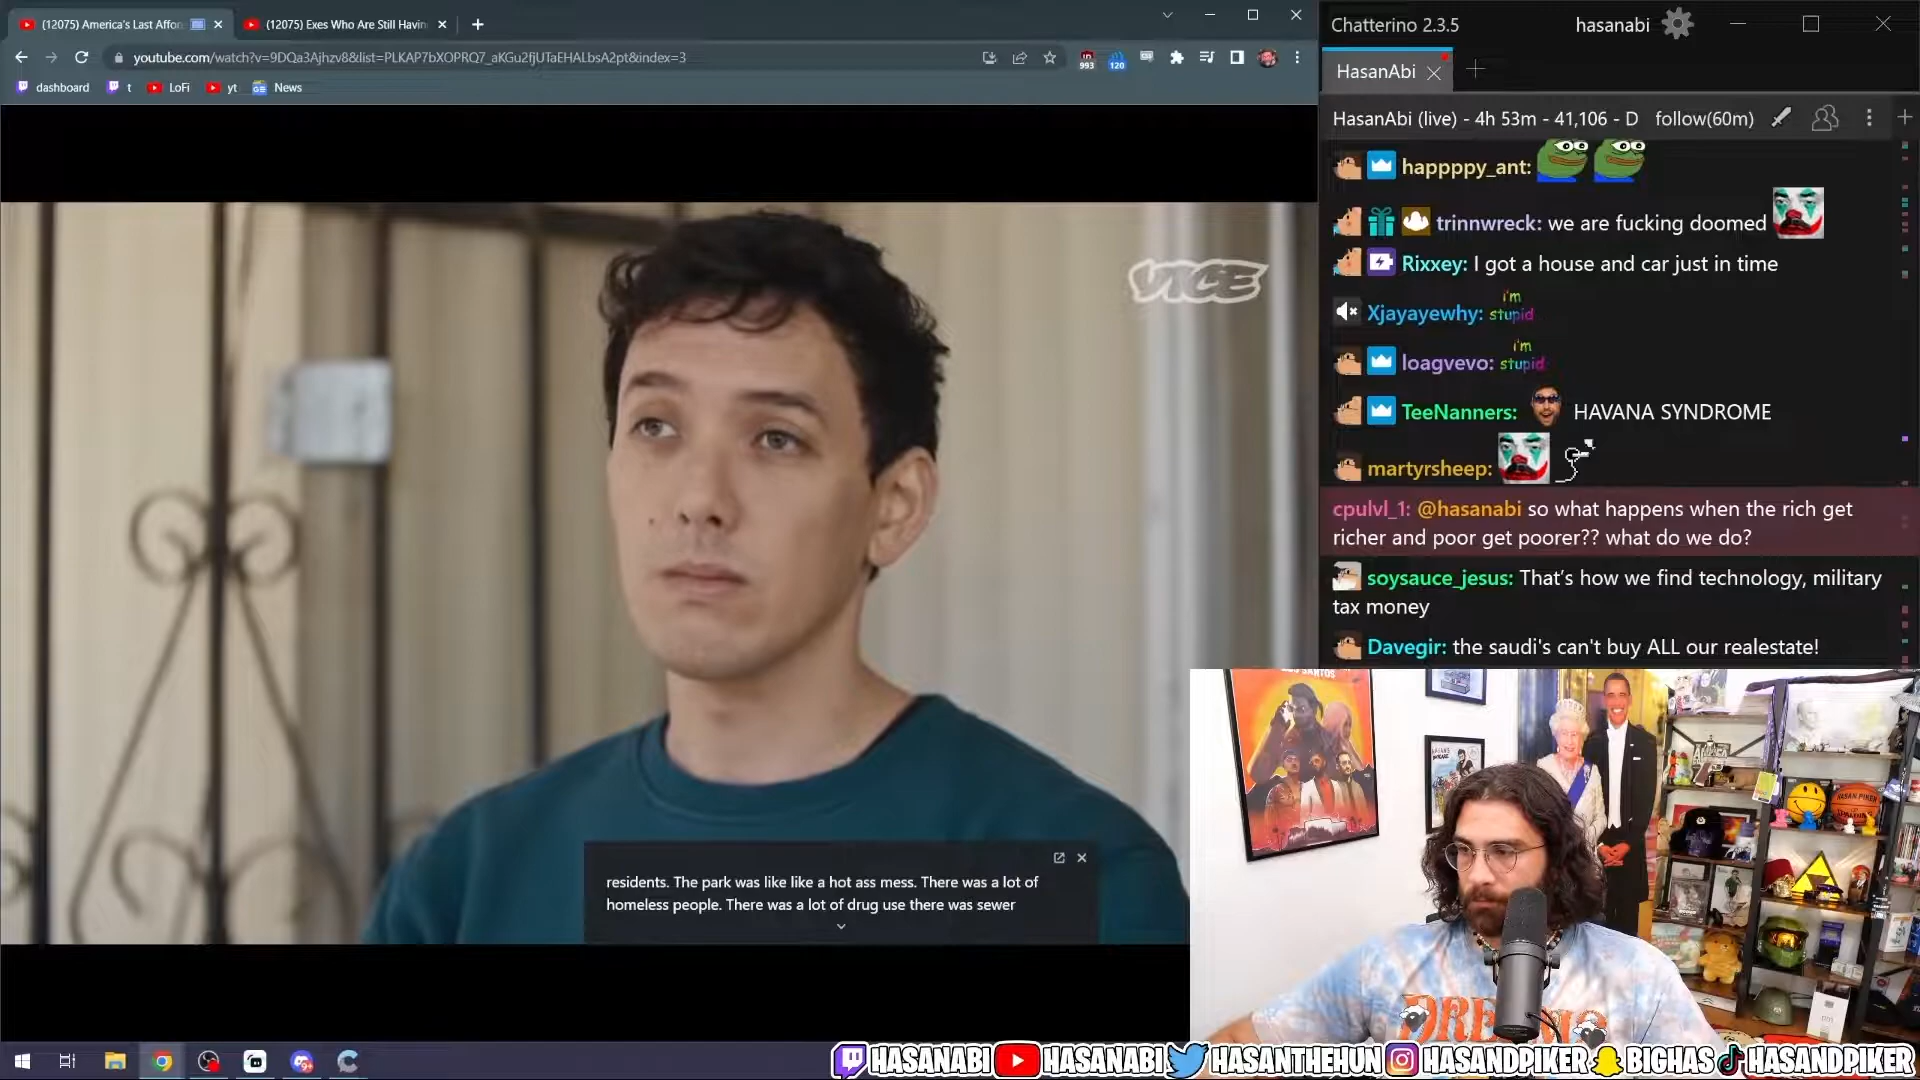 (12075) America's Last Affor
(12075) Exes Who Are Still Havin
youtube.com/watch?v=9DQa3Ajhzv8&list=PLKAP7bXOPRQ7_aKGu2fjUTaEHALbsA2pt&index=3
993
120
dashboard
t
LoFi
yt
News
VICE
residents. The park was like like a hot ass mess. There was a lot of
homeless people. There was a lot of drug use there was sewer
Chatterino 2.3.5
hasanabi
HasanAbi
HasanAbi (live) - 4h 53m - 41,106 - D
follow(60m)
happppy_ant:
trinnwreck: we are fucking doomed
Rixxey: I got a house and car just in time
Xjayayewhy: i'm stupid
loagvevo: i'm stupid
TeeNanners: HAVANA SYNDROME
martyrsheep:
cpulvl_1: @hasanabi so what happens when the rich get
richer and poor get poorer?? what do we do?
soysauce_jesus: That's how we find technology, military
tax money
Davegir: the saudi's can't buy ALL our realestate!
HASAN PIKER
HASANABI
HASANABI
HASANTHEHUN
HASANDPIKER
BIGHAS
HASANDPIKER